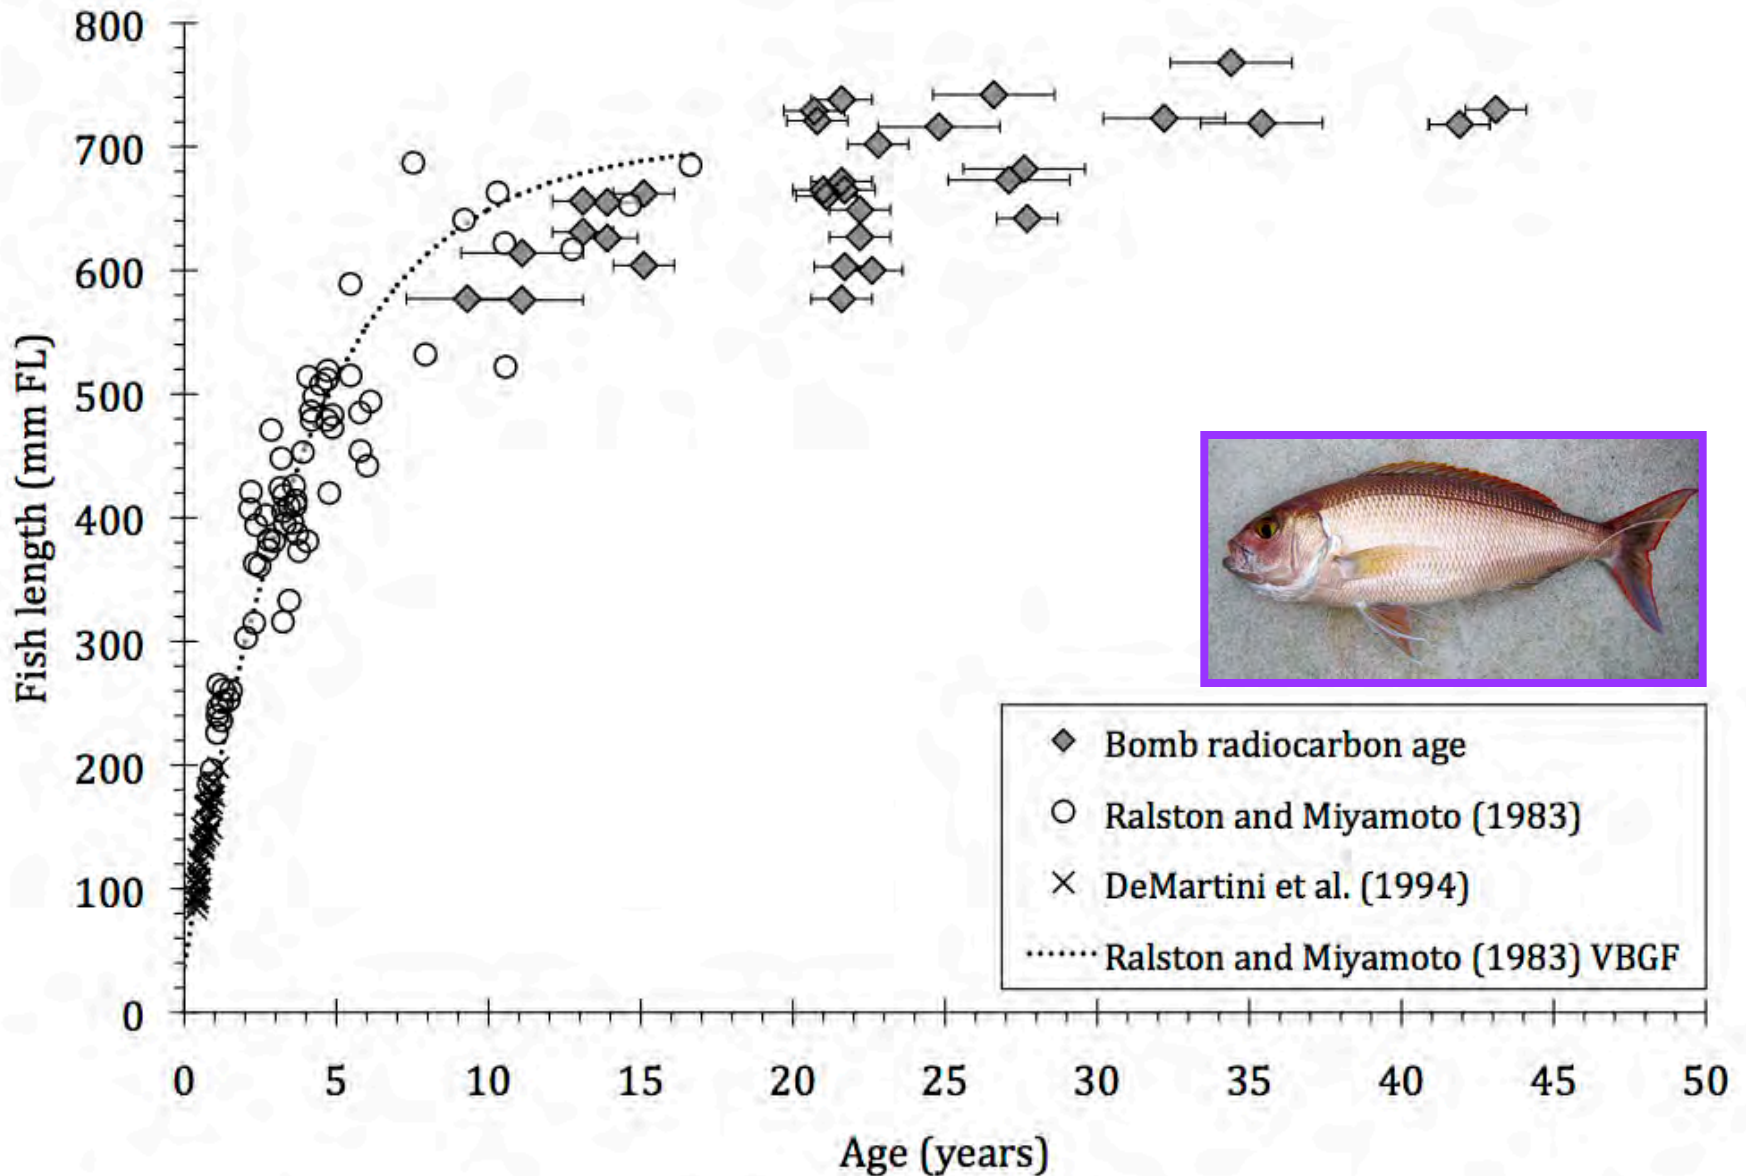 800
700
600
500
400
300
200
100
0
Fish length (mm FL)
0 5 10 15 20 25 30 35 40 45 50
Age (years)
Bomb radiocarbon age
Ralston and Miyamoto (1983)
DeMartini et al. (1994)
Ralston and Miyamoto (1983) VBGF